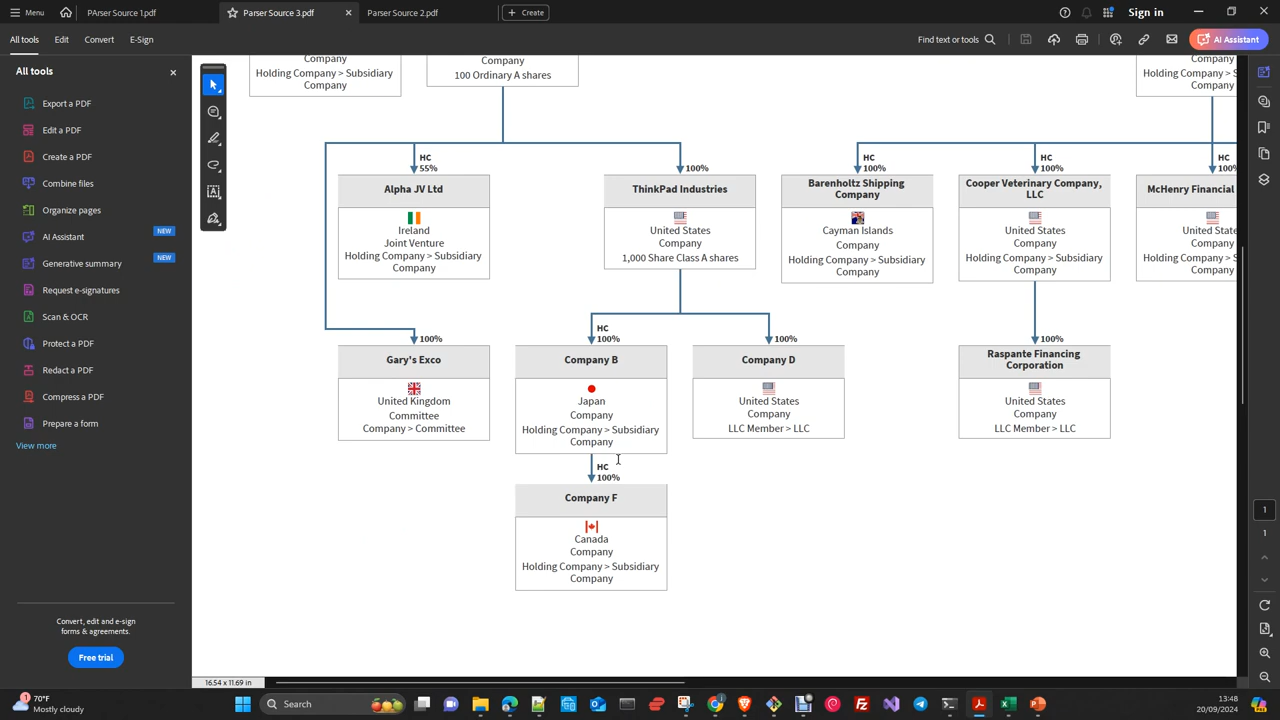 Menu
Parser Source 1.pdf
Parser Source 3.pdf
Parser Source 2.pdf
Create
Sign in
All tools
Edit
Convert
E-Sign
Find text or tools
AI Assistant
All tools
Export a PDF
Edit a PDF
Create a PDF
Combine files
Organize pages
AI Assistant
NEW
Generative summary
NEW
Request e-signatures
Scan & OCR
Protect a PDF
Redact a PDF
Compress a PDF
Prepare a form
View more
Convert, edit and e-sign
forms & agreements.
Free trial
Company
Holding Company > Subsidiary
Company
Company
100 Ordinary A shares
Company
Holding Company > S
Company
HC
55%
Alpha JV Ltd
Ireland
Joint Venture
Holding Company > Subsidiary
Company
100%
ThinkPad Industries
United States
Company
1,000 Share Class A shares
HC
100%
Barenholtz Shipping
Company
Cayman Islands
Company
Holding Company > Subsidiary
Company
HC
100%
Cooper Veterinary Company,
LLC
United States
Company
Holding Company > Subsidiary
Company
HC
100%
McHenry Financial
United State
Company
Holding Company > S
Company
100%
Gary's Exco
United Kingdom
Committee
Company > Committee
HC
100%
Company B
Japan
Company
Holding Company > Subsidiary
Company
100%
Company D
United States
Company
LLC Member > LLC
100%
Raspante Financing
Corporation
United States
Company
LLC Member > LLC
HC
100%
Company F
Canada
Company
Holding Company > Subsidiary
Company
1
1
16.54 x 11.69 in
1
70°F
Mostly cloudy
Search
13:48
20/09/2024